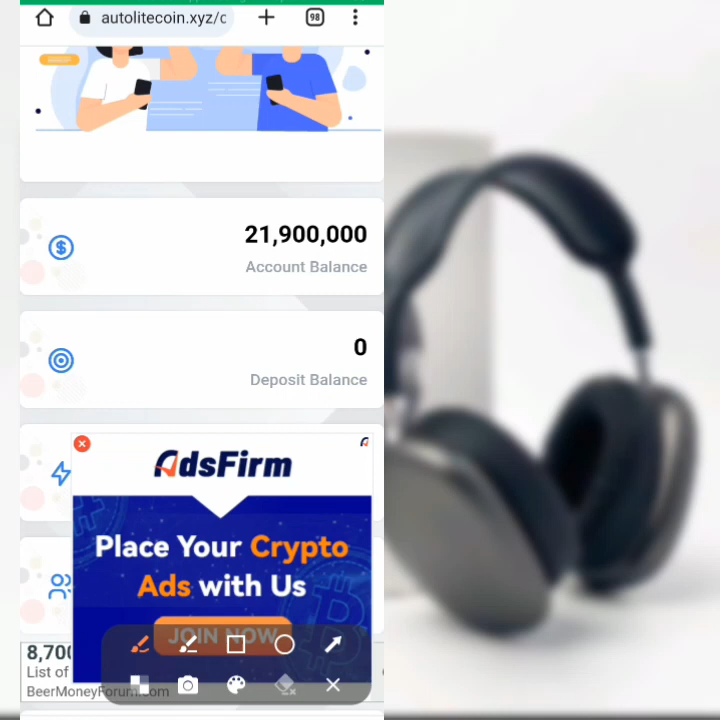 autolitecoin.xyz/c
98
21,900,000
Account Balance
0
Deposit Balance
AdsFirm
Place Your Crypto
Ads with Us
JOIN NOW
8,700
List of
BeerMoneyForum.com